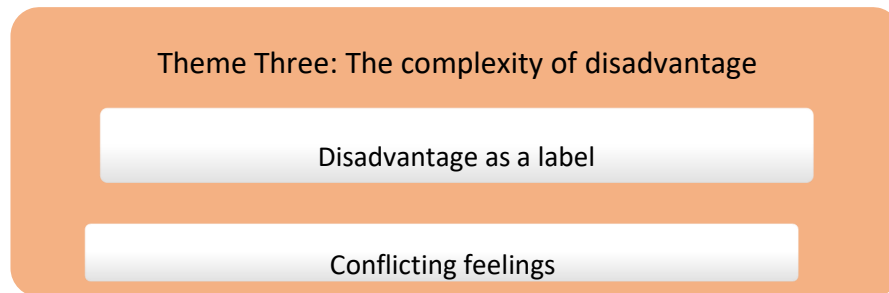 Theme Three: The complexity of disadvantage
Disadvantage as a label
Conflicting feelings